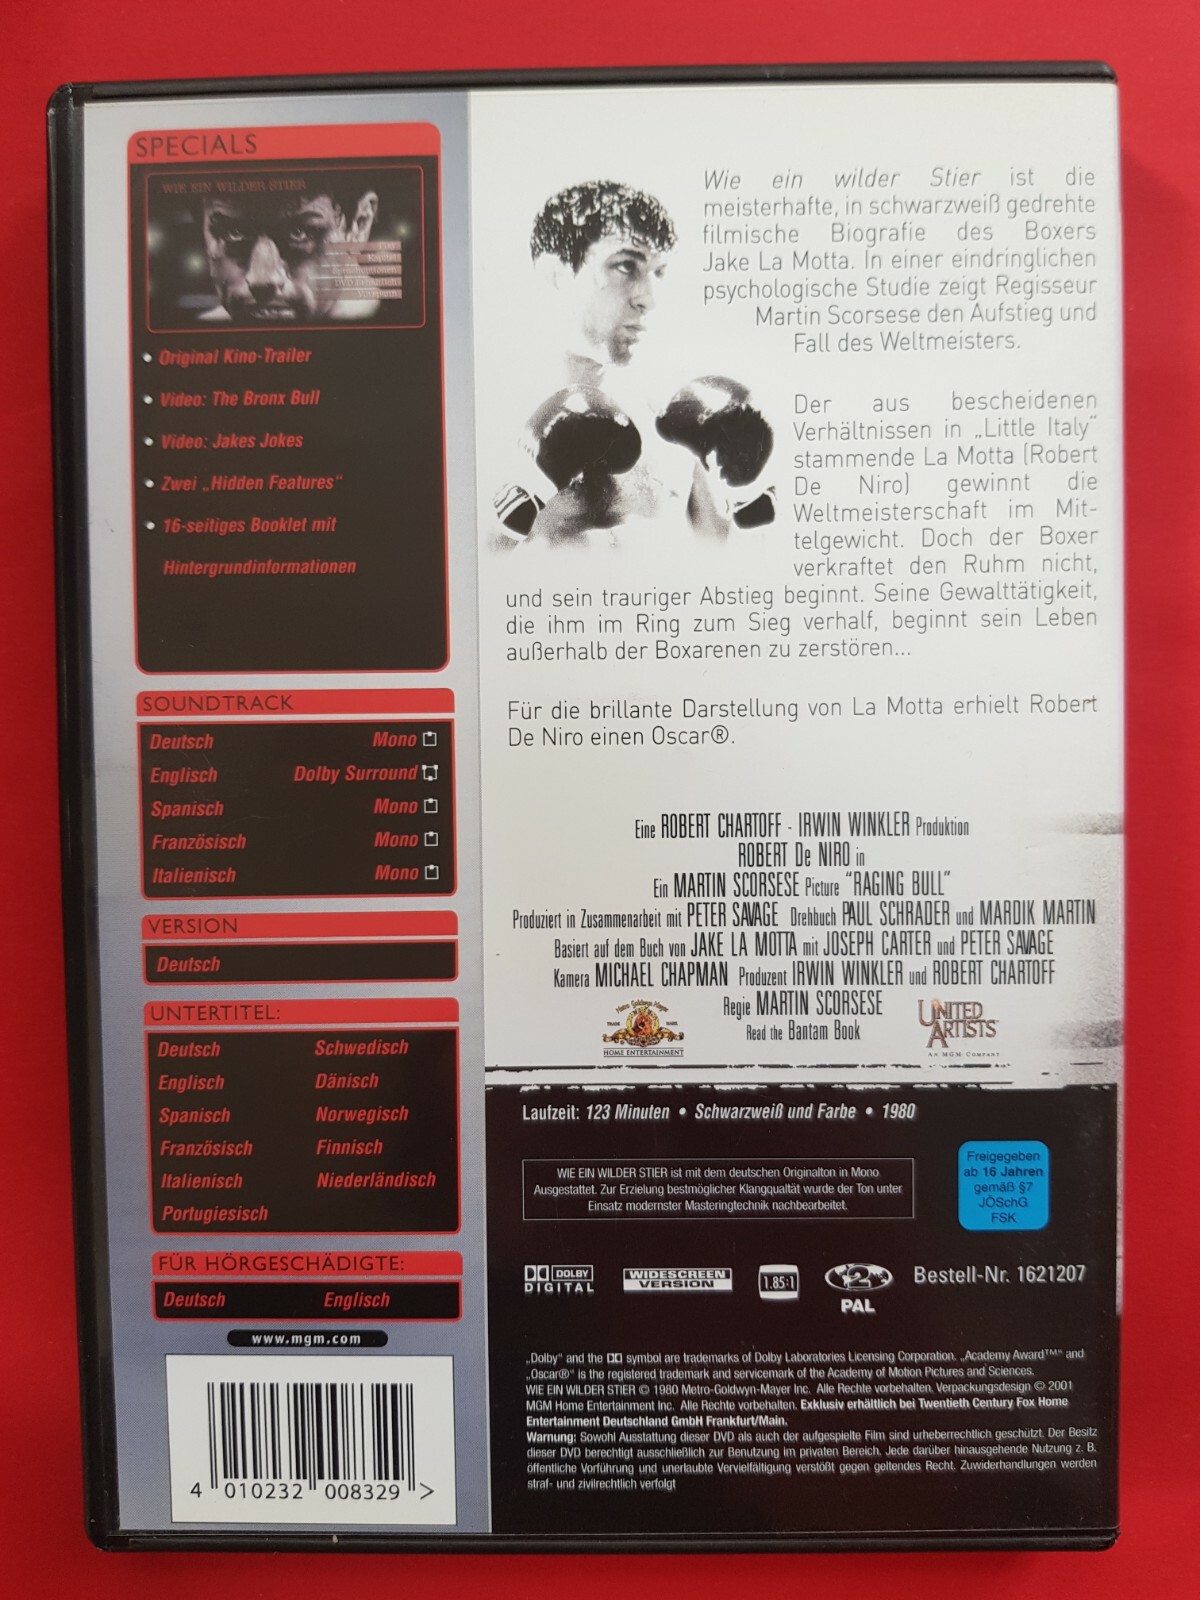 SPECIALS
WIE EIN WILDER STIER
• Original Kino-Trailer
• Video: The Bronx Bull
• Video: Jakes Jokes
• Zwei „Hidden Features“
• 16-seitiges Booklet mit
Hintergrundinformationen
SOUNDTRACK
Deutsch Mono
Englisch Dolby Surround
Spanisch Mono
Französisch Mono
Italienisch Mono
VERSION
Deutsch
UNTERTITEL:
Deutsch Schwedisch
Englisch Dänisch
Spanisch Norwegisch
Französisch Finnisch
Italienisch Niederländisch
Portugiesisch
FÜR HÖRGESCHÄDIGTE:
Deutsch Englisch
www.mgm.com
4 010232 008329 >
Wie ein wilder Stier ist die
meisterhafte, in schwarzweiß gedrehte
filmische Biografie des Boxers
Jake La Motta. In einer eindringlichen
psychologische Studie zeigt Regisseur
Martin Scorsese den Aufstieg und
Fall des Weltmeisters.
Der aus bescheidenen
Verhältnissen in „Little Italy“
stammende La Motta (Robert
De Niro) gewinnt die
Weltmeisterschaft im Mit-
telgewicht. Doch der Boxer
verkraftet den Ruhm nicht,
und sein trauriger Abstieg beginnt. Seine Gewalttätigkeit,
die ihm im Ring zum Sieg verhalf, beginnt sein Leben
außerhalb der Boxarenen zu zerstören...
Für die brillante Darstellung von La Motta erhielt Robert
De Niro einen Oscar®.
Eine ROBERT CHARTOFF - IRWIN WINKLER Produktion
ROBERT De NIRO in
Ein MARTIN SCORSESE Picture “RAGING BULL”
Produziert in Zusammenarbeit mit PETER SAVAGE Drehbuch PAUL SCHRADER und MARDIK MARTIN
Basiert auf dem Buch von JAKE LA MOTTA mit JOSEPH CARTER und PETER SAVAGE
Kamera MICHAEL CHAPMAN Produzent IRWIN WINKLER und ROBERT CHARTOFF
Regie MARTIN SCORSESE
Read the Bantam Book
Metro Goldwyn Mayer
TRADE MARK
HOME ENTERTAINMENT
UNITED
ARTISTS
AN MGM COMPANY
Laufzeit: 123 Minuten • Schwarzweiß und Farbe • 1980
WIE EIN WILDER STIER ist mit dem deutschen Originalton in Mono
Ausgestattet. Zur Erzielung bestmöglicher Klangqualtät wurde der Ton unter
Einsatz modernster Masteringtechnik nachbearbeitet.
Freigegeben
ab 16 Jahren
gemäß §7
JÖSchG
FSK
DOLBY
DIGITAL
WIDESCREEN
VERSION
1.85:1
2
PAL
Bestell-Nr. 1621207
„Dolby“ and the DD symbol are trademarks of Dolby Laboratories Licensing Corporation. „Academy Award™“ and
„Oscar®“ is the registered trademark and servicemark of the Academy of Motion Pictures and Sciences.
WIE EIN WILDER STIER © 1980 Metro-Goldwyn-Mayer Inc. Alle Rechte vorbehalten. Verpackungsdesign © 2001
MGM Home Entertainment Inc. Alle Rechte vorbehalten. Exklusiv erhältlich bei Twentieth Century Fox Home
Entertainment Deutschland GmbH Frankfurt/Main.
Warnung: Sowohl Ausstattung dieser DVD als auch der aufgespielte Film sind urheberrechtlich geschützt. Der Besitz
dieser DVD berechtigt ausschließlich zur Benutzung im privaten Bereich. Jede darüber hinausgehende Nutzung z. B.
öffentliche Vorführung und unerlaubte Vervielfältigung verstößt gegen geltendes Recht. Zuwiderhandlungen werden
straf- und zivilrechtlich verfolgt